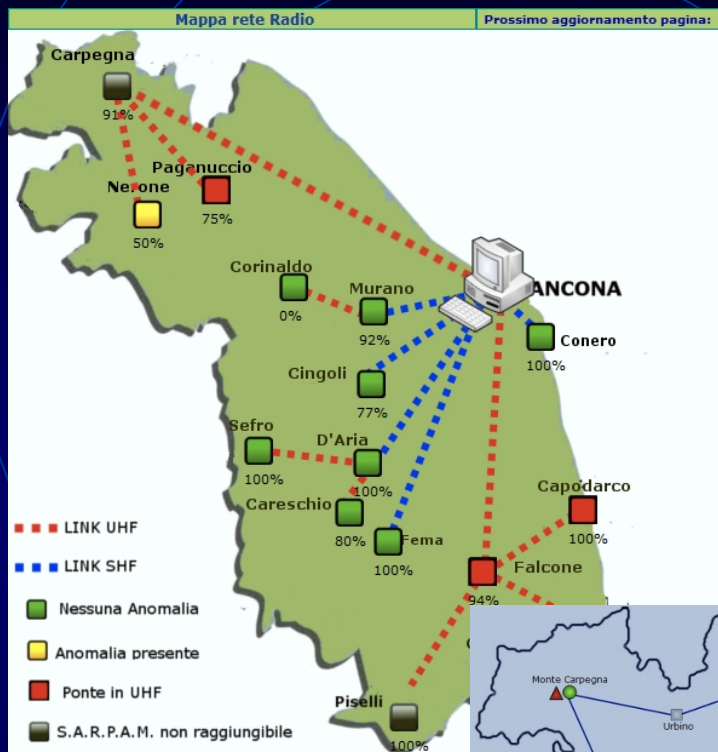 Mappa rete Radio
Prossimo aggiornamento pagina:
Carpegna
91%
Paganuccio
75%
Nerone
50%
Corinaldo
0%
Murano
92%
ANCONA
Conero
100%
Cingoli
77%
Sefro
100%
D'Aria
100%
Careschio
80%
Fema
100%
Capodarco
100%
Falcone
94%
Piselli
100%
LINK UHF
LINK SHF
Nessuna Anomalia
Anomalia presente
Ponte in UHF
S.A.R.P.A.M. non raggiungibile
Monte Carpegna
Urbino